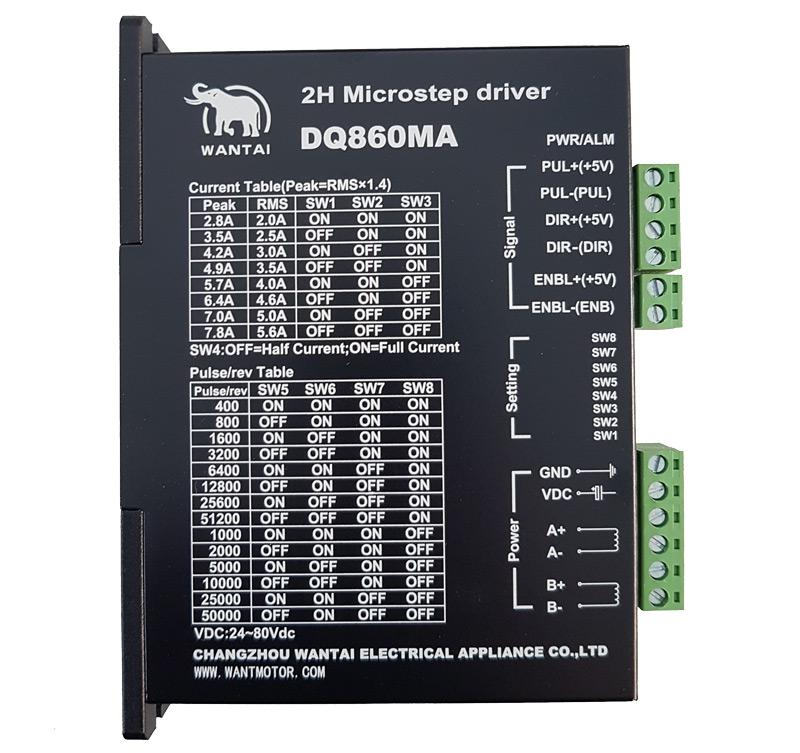 2H Microstep driver
WANTAI
DQ860MA
PWR/ALM
Current Table(Peak=RMS×1.4)
Peak RMS SW1 SW2 SW3
2.8A 2.0A ON ON ON
3.5A 2.5A OFF ON ON
4.2A 3.0A ON OFF ON
4.9A 3.5A OFF OFF ON
5.7A 4.0A ON ON OFF
6.4A 4.6A OFF ON OFF
7.0A 5.0A ON OFF OFF
7.8A 5.6A OFF OFF OFF
SW4:OFF=Half Current;ON=Full Current
Pulse/rev Table
Pulse/rev SW5 SW6 SW7 SW8
400 ON ON ON ON
800 OFF ON ON ON
1600 ON OFF ON ON
3200 OFF OFF ON ON
6400 ON ON OFF ON
12800 OFF ON OFF ON
25600 ON OFF OFF ON
51200 OFF OFF OFF ON
1000 ON ON ON OFF
2000 OFF ON ON OFF
5000 ON OFF ON OFF
10000 OFF OFF ON OFF
25000 ON ON OFF OFF
50000 OFF ON OFF OFF
VDC:24~80Vdc
CHANGZHOU WANTAI ELECTRICAL APPLIANCE CO.,LTD
WWW.WANTMOTOR.COM
Signal
PUL+(+5V)
PUL-(PUL)
DIR+(+5V)
DIR-(DIR)
ENBL+(+5V)
ENBL-(ENB)
Setting
SW8
SW7
SW6
SW5
SW4
SW3
SW2
SW1
Power
GND
VDC
A+
A-
B+
B-